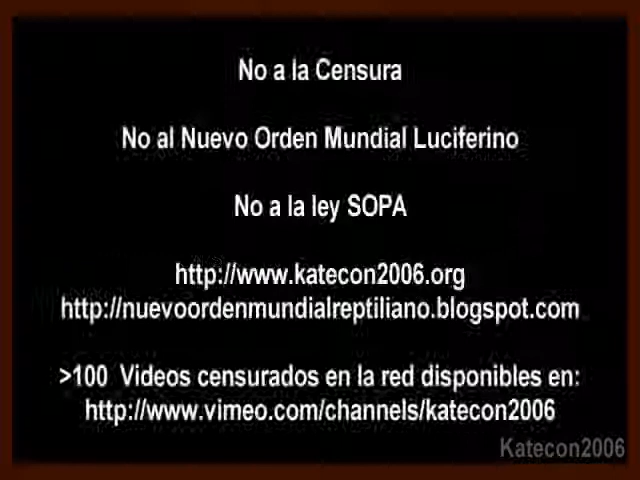 No a la Censura
No al Nuevo Orden Mundial Luciferino
No a la ley SOPA
http://www.katecon2006.org
http://nuevoordenmundialreptiliano.blogspot.com
>100 Videos censurados en la red disponibles en:
http://www.vimeo.com/channels/katecon2006
Katecon2006